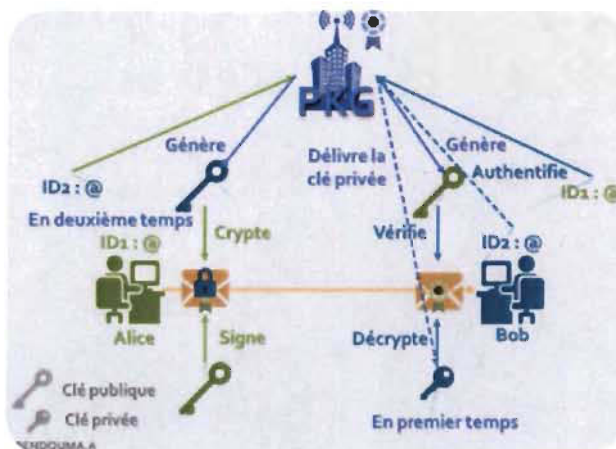 PKG
Génère
Délivre la
clé privée
Génère
Authentifie
ID2 : @
ID1 : @
En deuxième temps
ID1 : @
Crypte
Vérifie
ID2 : @
Alice
Signe
Décrypte
Bob
Clé publique
Clé privée
En premier temps
BENDOUMA.A